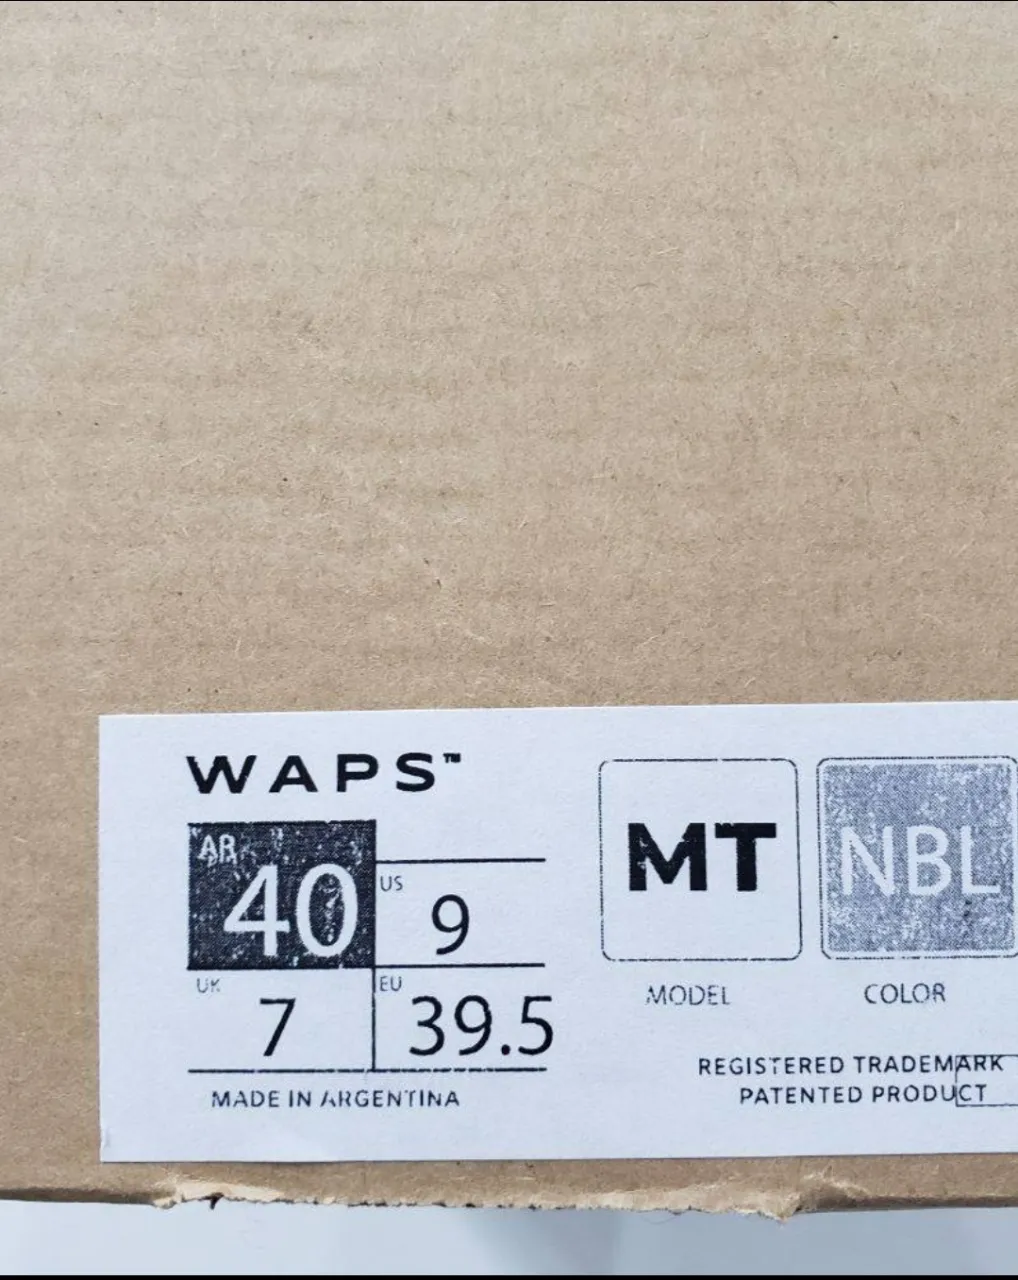 WAPS™
AR
40
US
9
UK
7
EU
39.5
MADE IN ARGENTINA
MT
MODEL
NBL
COLOR
REGISTERED TRADEMARK
PATENTED PRODUCT